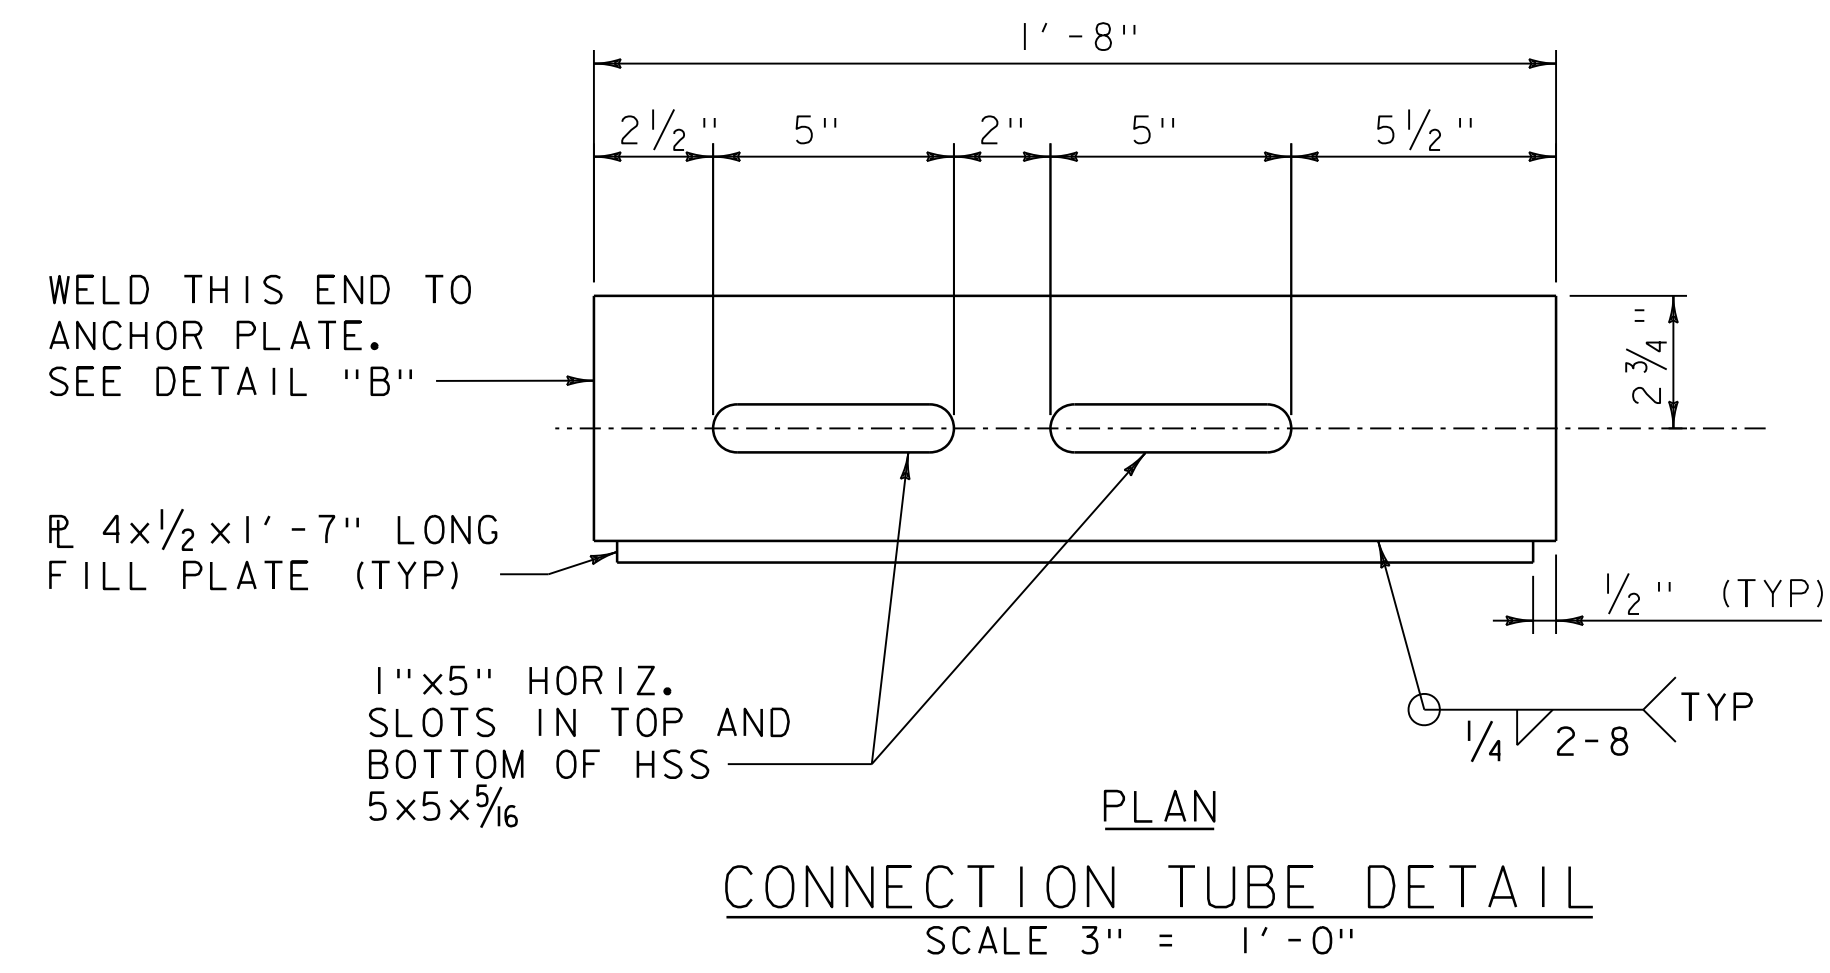 1'-8"
2 1/2" 5" 2" 5" 5 1/2"
WELD THIS END TO
ANCHOR PLATE.
SEE DETAIL "B"
2 3/4"
℄ 4x1/2x1'-7" LONG
FILL PLATE (TYP)
1/2" (TYP)
1"x5" HORIZ.
SLOTS IN TOP AND
BOTTOM OF HSS
5x5x5/16
TYP
1/4 2-8
PLAN
CONNECTION TUBE DETAIL
SCALE 3" = 1'-0"